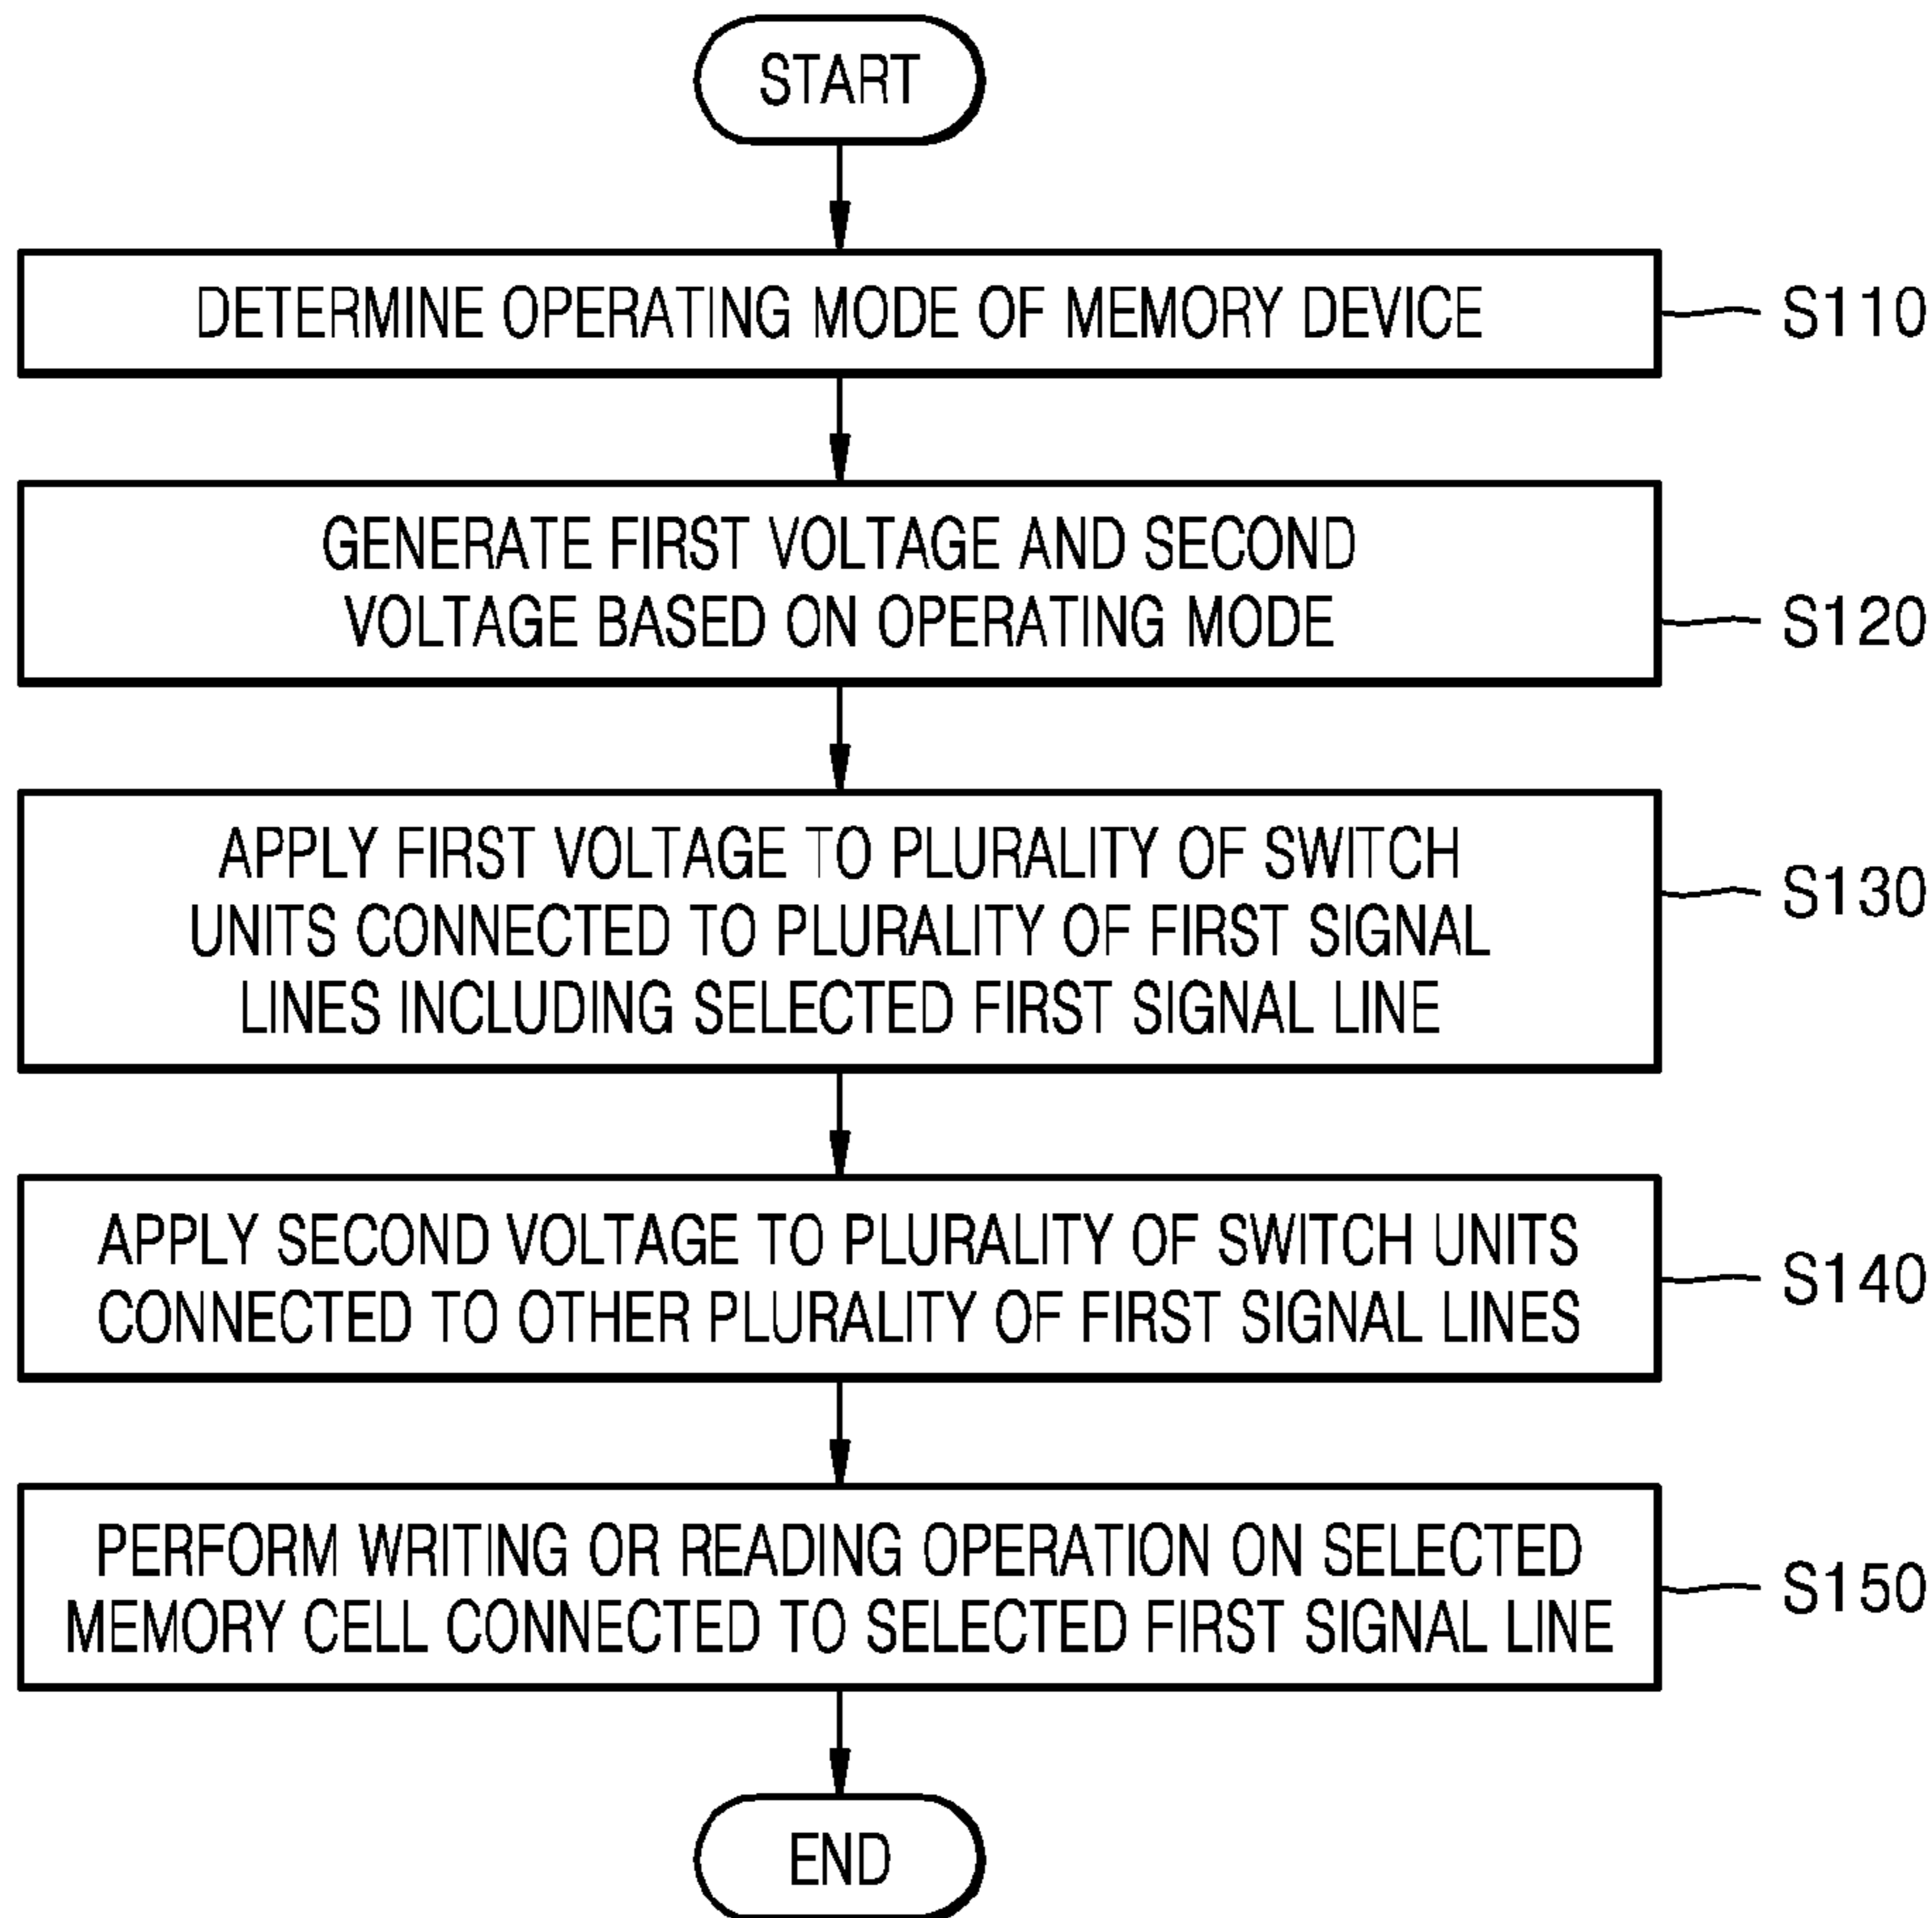 START
DETERMINE OPERATING MODE OF MEMORY DEVICE
S110
GENERATE FIRST VOLTAGE AND SECOND
VOLTAGE BASED ON OPERATING MODE
S120
APPLY FIRST VOLTAGE TO PLURALITY OF SWITCH
UNITS CONNECTED TO PLURALITY OF FIRST SIGNAL
LINES INCLUDING SELECTED FIRST SIGNAL LINE
S130
APPLY SECOND VOLTAGE TO PLURALITY OF SWITCH UNITS
CONNECTED TO OTHER PLURALITY OF FIRST SIGNAL LINES
S140
PERFORM WRITING OR READING OPERATION ON SELECTED
MEMORY CELL CONNECTED TO SELECTED FIRST SIGNAL LINE
S150
END